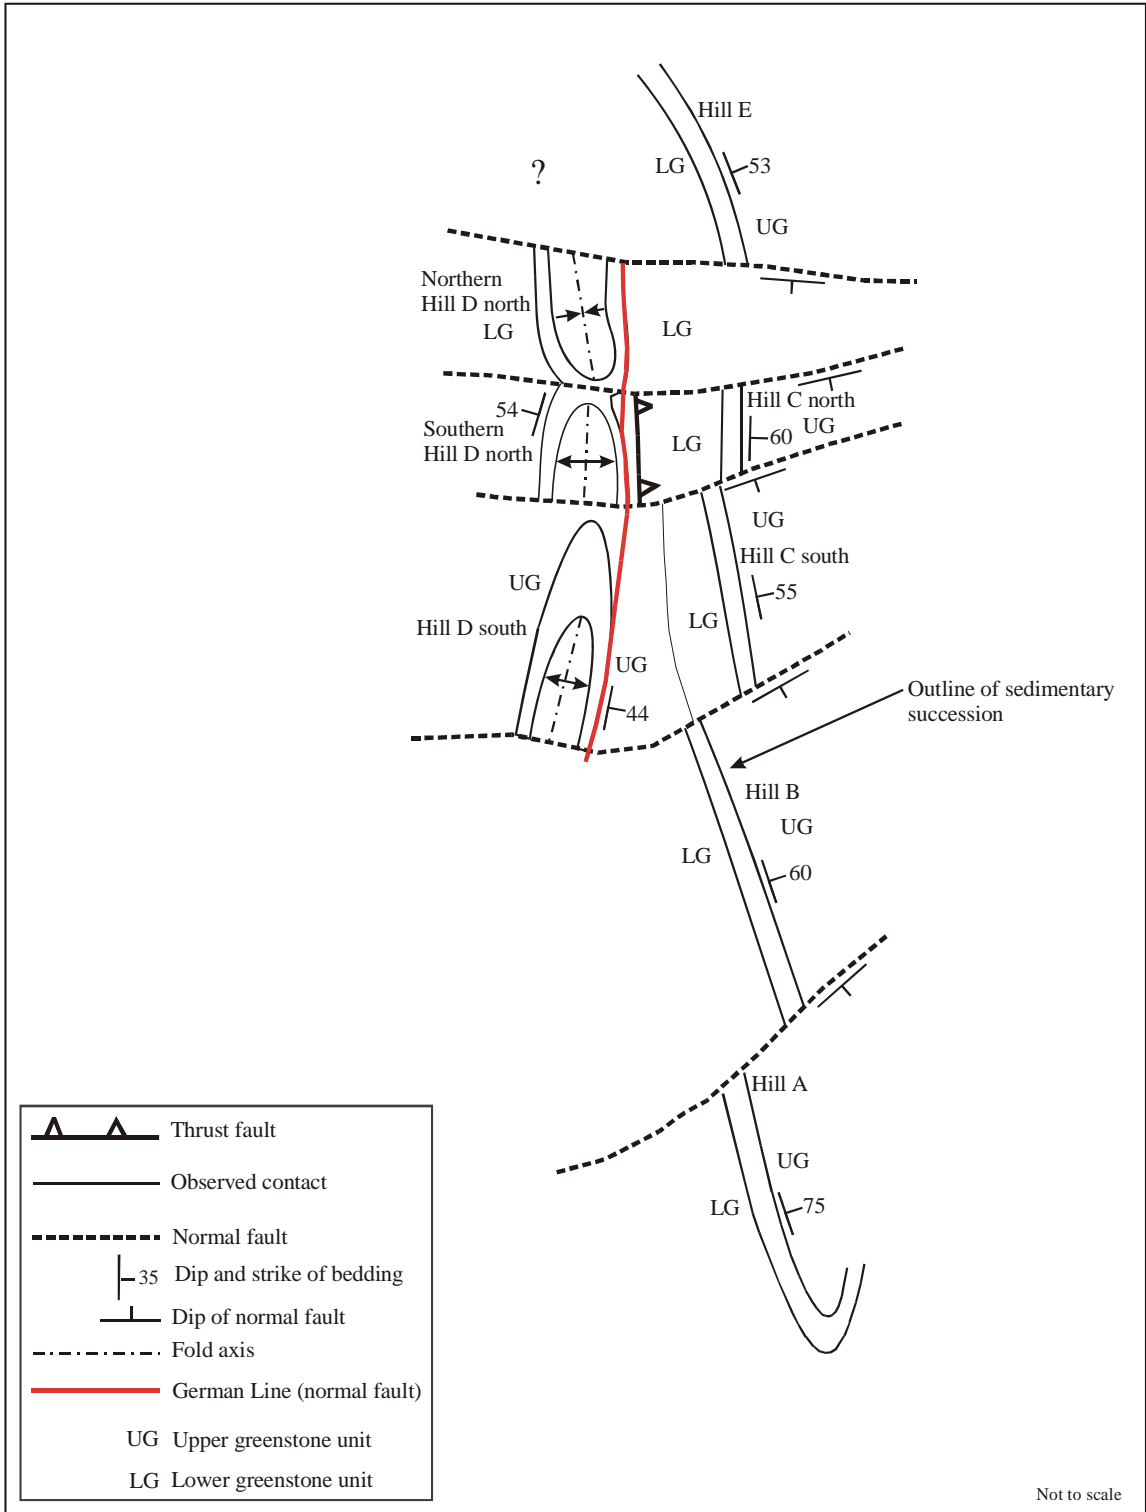 Hill E
LG
53
?
UG
Northern
Hill D north
LG
LG
54
Southern
Hill D north
LG
Hill C north
UG
60
UG
Hill C south
55
UG
LG
Hill D south
UG
44
Outline of sedimentary
succession
Hill B
UG
LG
60
Hill A
UG
LG
75
Thrust fault
Observed contact
Normal fault
35 Dip and strike of bedding
Dip of normal fault
Fold axis
German Line (normal fault)
UG Upper greenstone unit
LG Lower greenstone unit
Not to scale